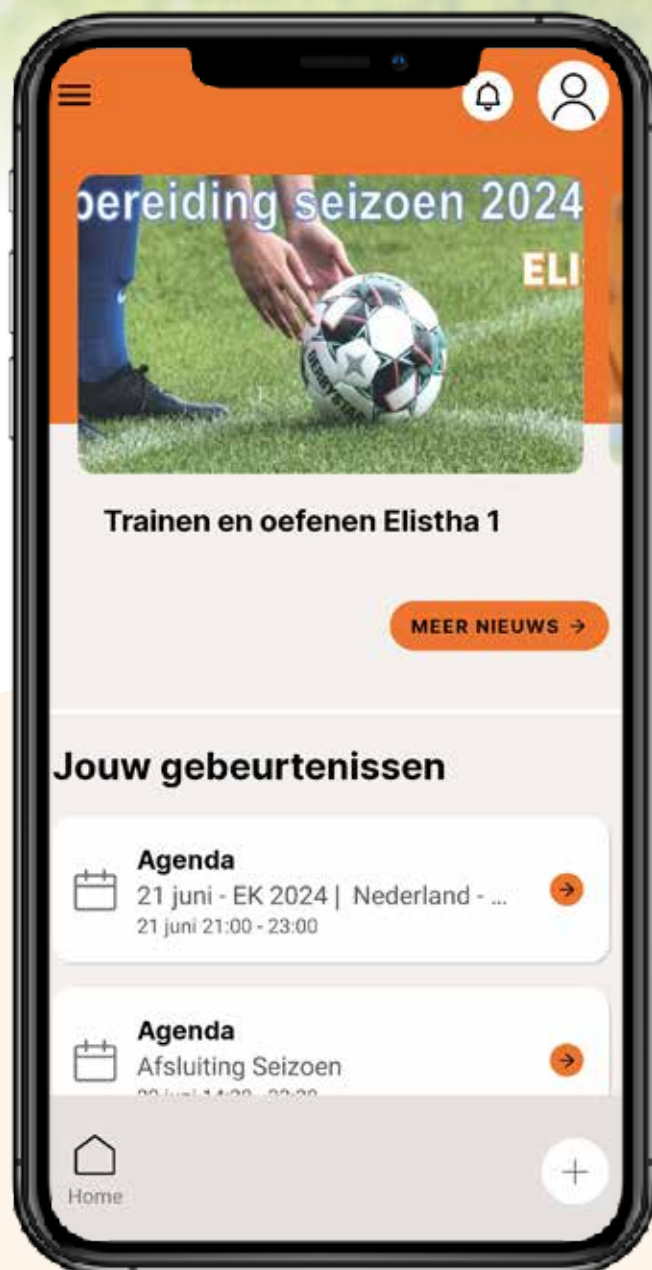 bereiding seizoen 2024
ELI
DERBYSTAR
Trainen en oefenen Elistha 1
MEER NIEUWS →
Jouw gebeurtenissen
Agenda
21 juni - EK 2024 | Nederland - ...
21 juni 21:00 - 23:00
Agenda
Afsluiting Seizoen
Home